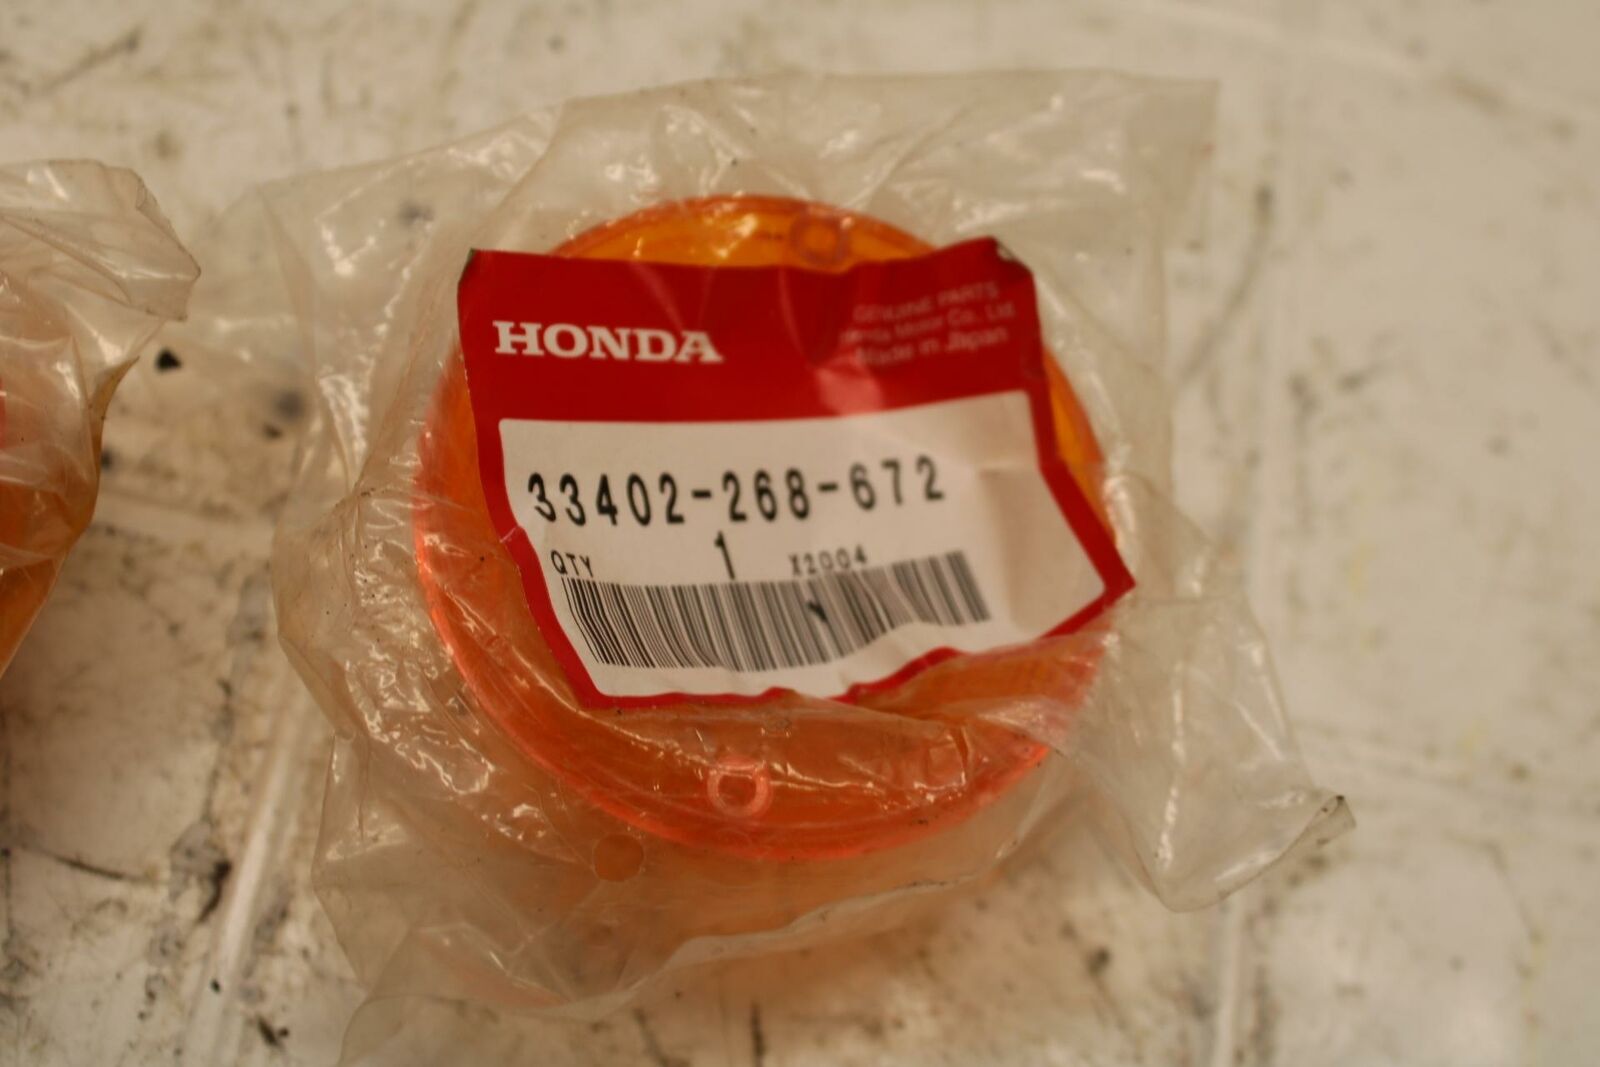 HONDA
GENUINE PARTS
Honda Motor Co., Ltd.
Made in Japan
33402-268-672
QTY 1 X2004
Y